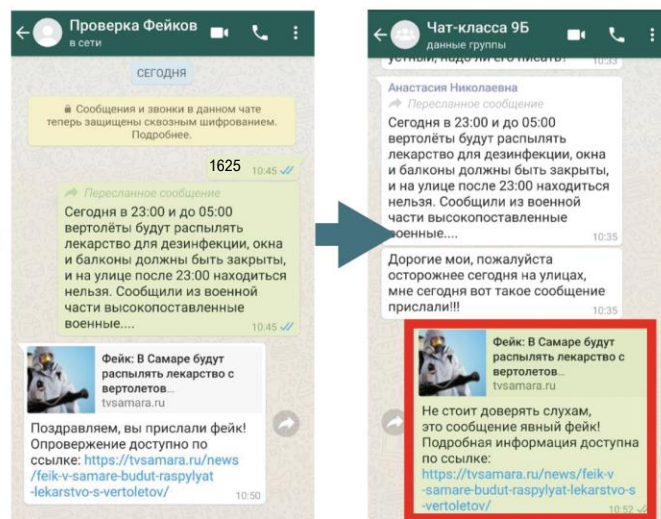 Проверка Фейков
в сети
СЕГОДНЯ
Сообщения и звонки в данном чате
теперь защищены сквозным шифрованием.
Подробнее.
1625 10:45
Пересланное сообщение
Сегодня в 23:00 и до 05:00
вертолёты будут распылять
лекарство для дезинфекции, окна
и балконы должны быть закрыты,
и на улице после 23:00 находиться
нельзя. Сообщили из военной
части высокопоставленные
военные....
10:45
Фейк: В Самаре будут
распылять лекарство с
вертолетов...
tvsamara.ru
Поздравляем, вы прислали фейк!
Опровержение доступно по
ссылке: https://tvsamara.ru/news
/feik-v-samare-budut-raspylyat
-lekarstvo-s-vertoletov/
10:50
Чат-класса 9Б
данные группы
устный, надо ли его писать?
10:33
Анастасия Николаевна
Пересланное сообщение
Сегодня в 23:00 и до 05:00
вертолёты будут распылять
лекарство для дезинфекции, окна
и балконы должны быть закрыты,
и на улице после 23:00 находиться
нельзя. Сообщили из военной
части высокопоставленные
военные....
10:35
Дорогие мои, пожалуйста
осторожнее сегодня на улицах,
мне сегодня вот такое сообщение
прислали!!!
10:35
Фейк: В Самаре будут
распылять лекарство с
вертолетов...
tvsamara.ru
Не стоит доверять слухам,
это сообщение явный фейк!
Подробная информация доступна
по ссылке:
https://tvsamara.ru/news/feik-v
-samare-budut-raspylyat-lekarstvo-s
-vertoletov/
10:52